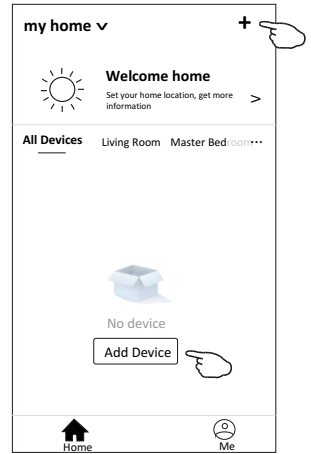 my home
Welcome home
Set your home location, get more
information
All Devices Living Room Master Bedroom
No device
Add Device
Home Me